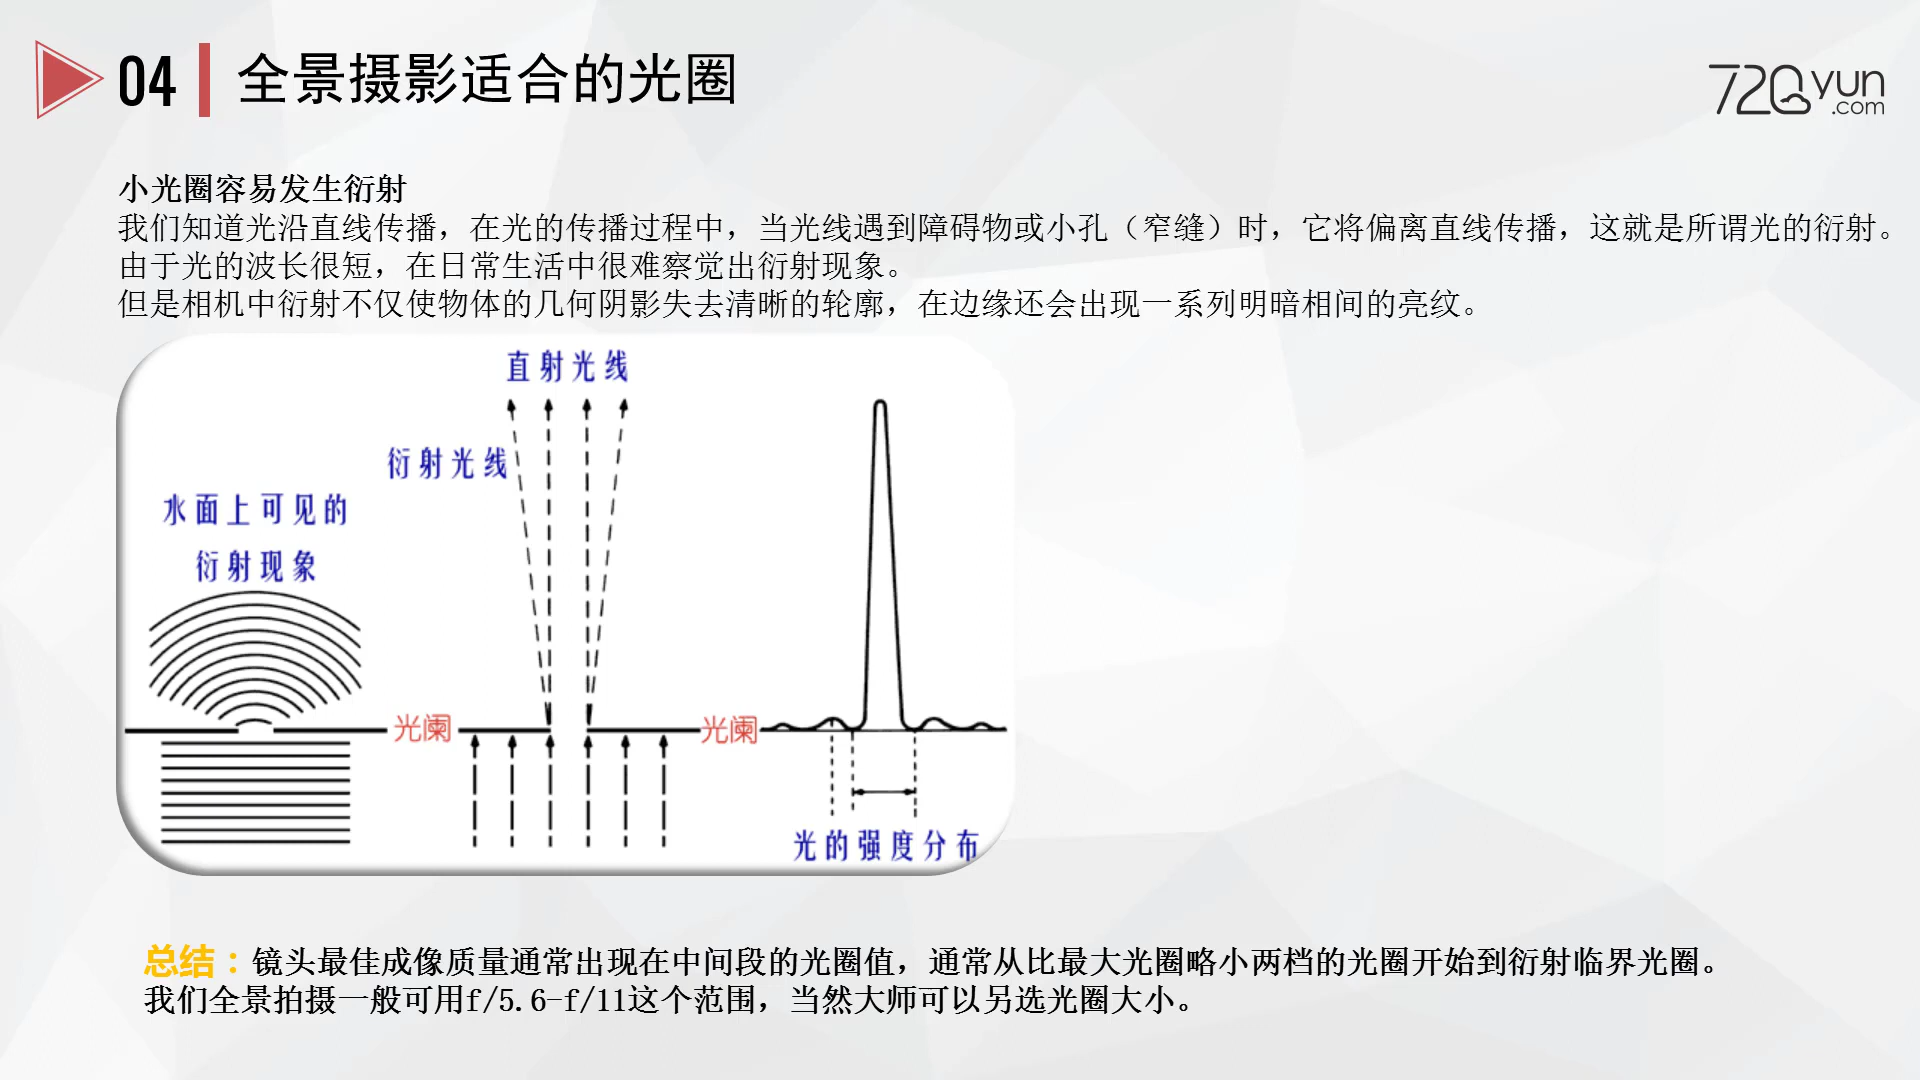 04 全景摄影适合的光圈
720yun
.com
小光圈容易发生衍射
我们知道光沿直线传播，在光的传播过程中，当光线遇到障碍物或小孔（窄缝）时，它将偏离直线传播，这就是所谓光的衍射。
由于光的波长很短，在日常生活中很难察觉出衍射现象。
但是相机中衍射不仅使物体的几何阴影失去清晰的轮廓，在边缘还会出现一系列明暗相间的亮纹。
直射光线
衍射光线
水面上可见的
衍射现象
光阑
光阑
光的强度分布
总结：镜头最佳成像质量通常出现在中间段的光圈值，通常从比最大光圈略小两档的光圈开始到衍射临界光圈。
我们全景拍摄一般可用f/5.6-f/11这个范围，当然大师可以另选光圈大小。